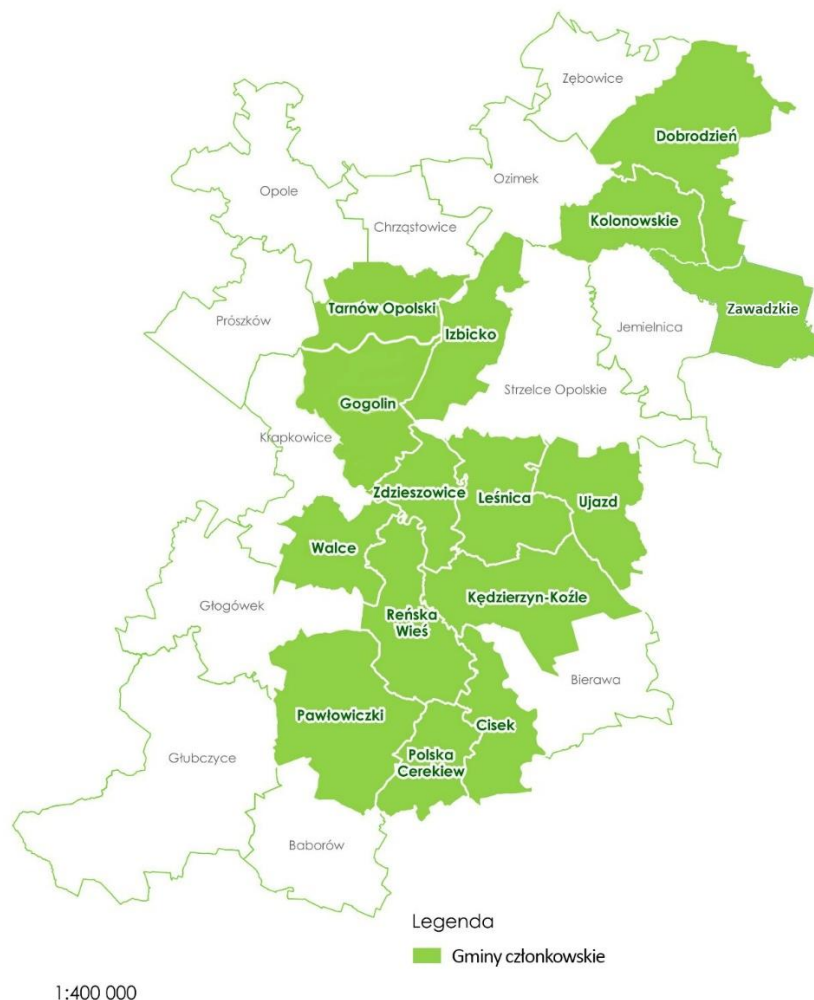 Zębowice
Dobrodzień
Opole
Ozimek
Chrząstowice
Kolonowskie
Prószków
Tarnów Opolski
Izbicko
Jemielnica
Zawadzkie
Strzelce Opolskie
Gogolin
Krapkowice
Zdzieszowice
Leśnica
Ujazd
Walce
Głogówek
Kędzierzyn-Koźle
Reńska
Wieś
Bierawa
Pawłowiczki
Cisek
Głubczyce
Polska
Cerekiew
Baborów
Legenda
Gminy członkowskie
1:400 000